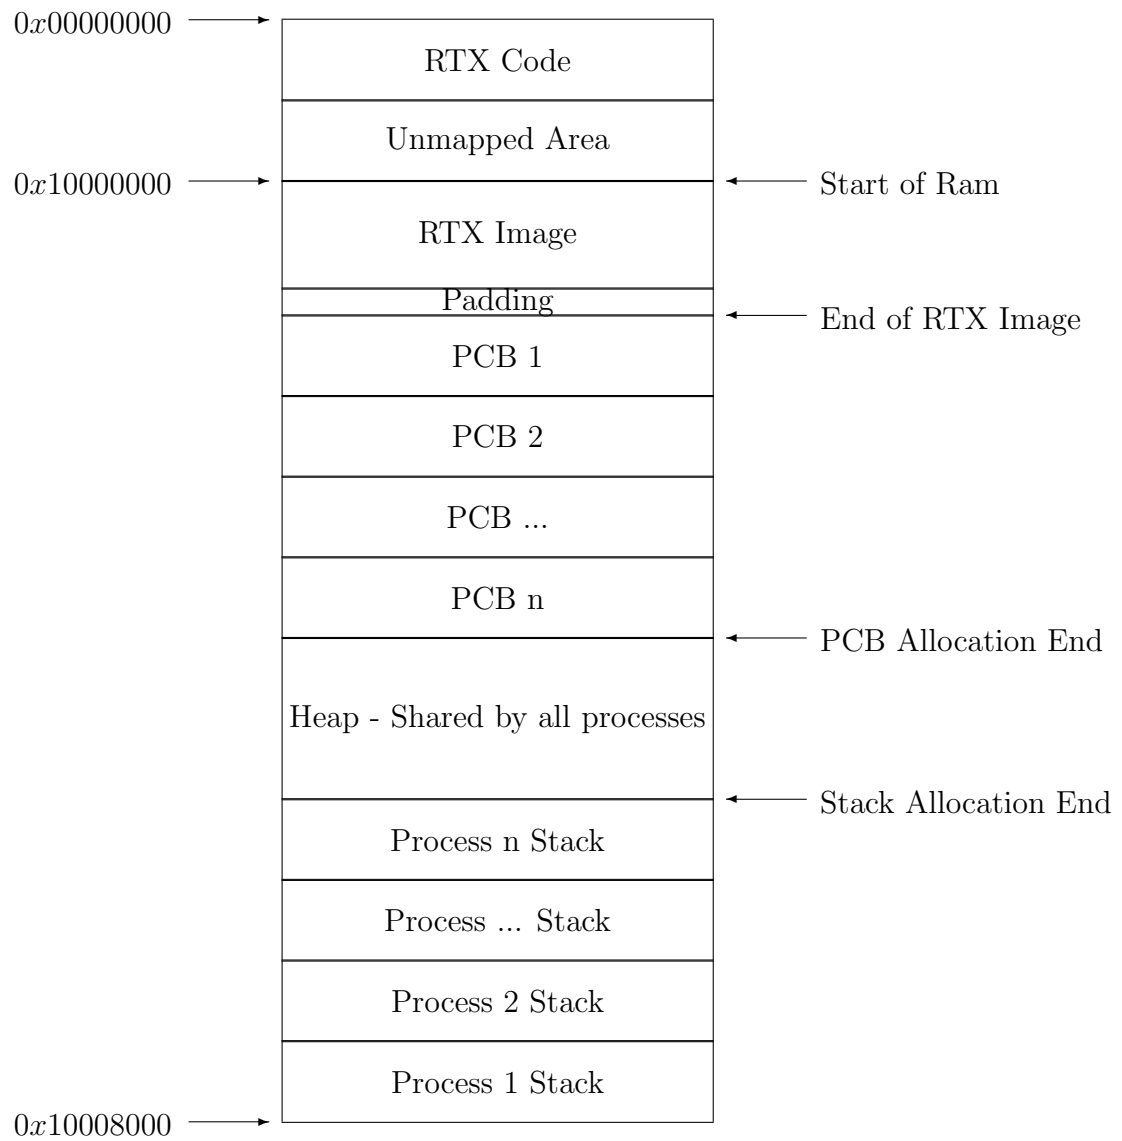 0x00000000
RTX Code
Unmapped Area
0x10000000
Start of Ram
RTX Image
Padding
End of RTX Image
PCB 1
PCB 2
PCB ...
PCB n
PCB Allocation End
Heap - Shared by all processes
Stack Allocation End
Process n Stack
Process ... Stack
Process 2 Stack
Process 1 Stack
0x10008000